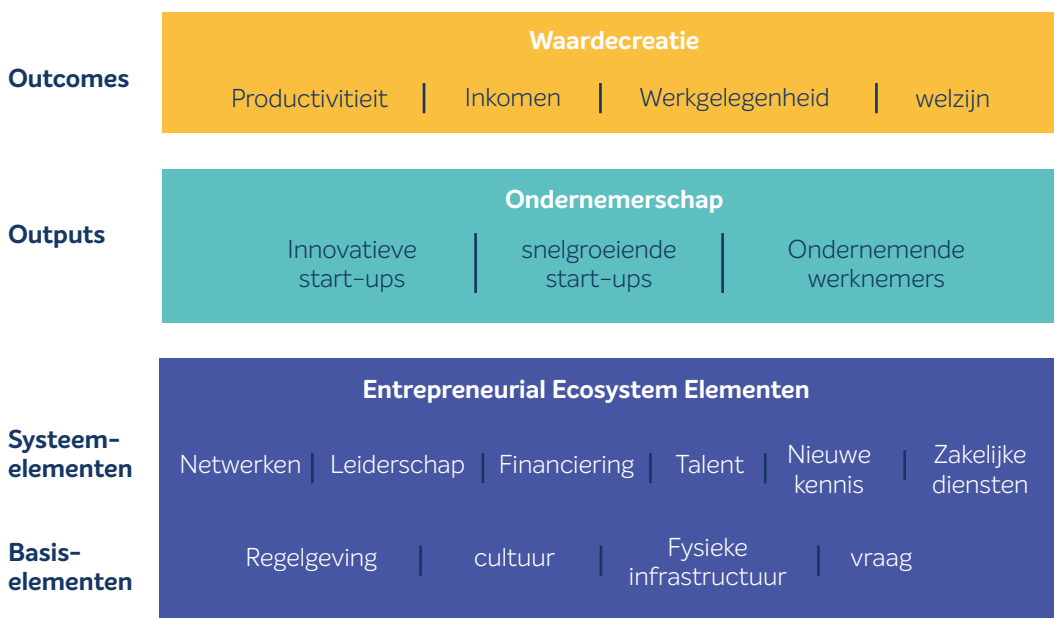 Waardecreatie
Outcomes
Productivitieit | Inkomen | Werkgelegenheid | welzijn
Ondernemerschap
Outputs
Innovatieve
start-ups
snelgroeiende
start-ups
Ondernemende
werknemers
Entrepreneurial Ecosystem Elementen
Systeem-
elementen
Netwerken | Leiderschap | Financiering | Talent |
Nieuwe
kennis
Zakelijke
diensten
Basis-
elementen
Regelgeving | cultuur |
Fysieke
infrastructuur
vraag